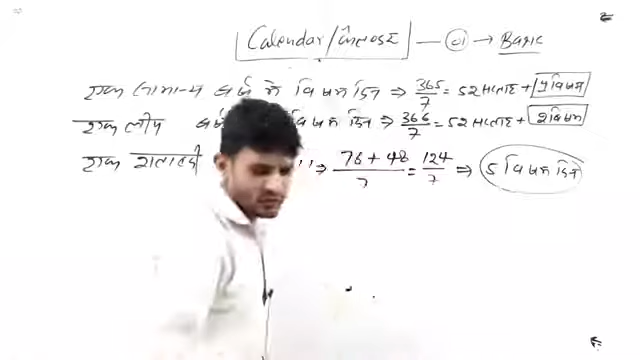 Calendar/कैलेण्डर — 01 → Basic
एक सामान्य वर्ष में विषम दिन ⇒ 365/7 = 52 सप्ताह + 1 विषम
एक लीप वर्ष विषम दिन ⇒ 366/7 = 52 सप्ताह + 2 विषम
एक शताब्दी ,, ⇒ 76 + 48/7 = 124/7 ⇒ 5 विषम दिन